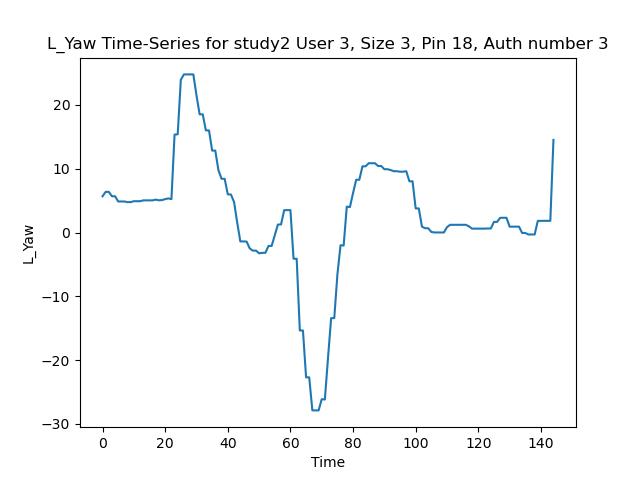 L_Yaw Time-Series for study2 User 3, Size 3, Pin 18, Auth number 3
20
10
0
−10
−20
−30
L_Yaw
0 20 40 60 80 100 120 140
Time